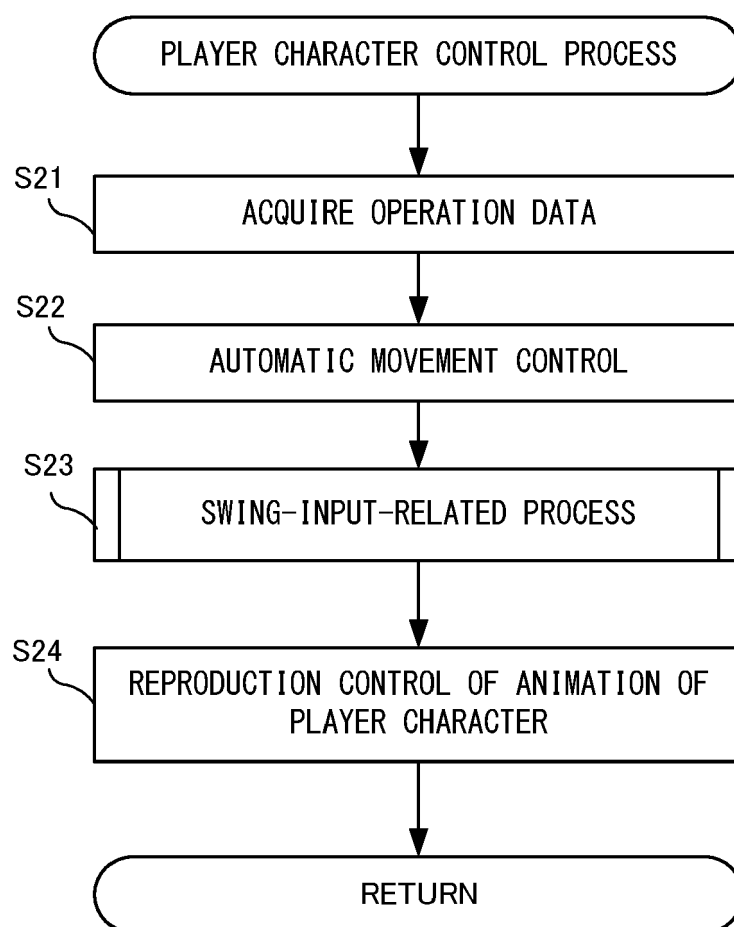 PLAYER CHARACTER CONTROL PROCESS
S21
ACQUIRE OPERATION DATA
S22
AUTOMATIC MOVEMENT CONTROL
S23
SWING-INPUT-RELATED PROCESS
S24
REPRODUCTION CONTROL OF ANIMATION OF
PLAYER CHARACTER
RETURN